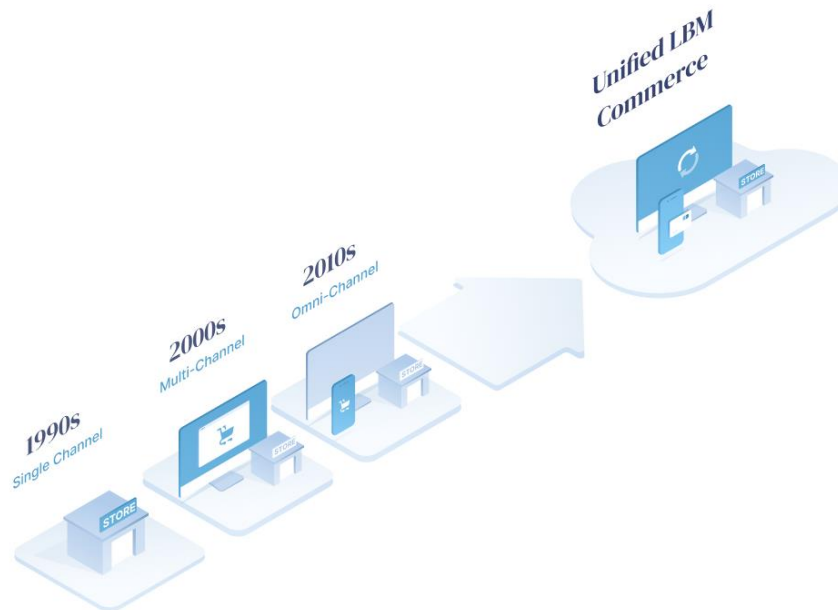 Unified LBM
Commerce
STORE
2010s
Omni-Channel
STORE
2000s
Multi-Channel
STORE
1990s
Single Channel
STORE